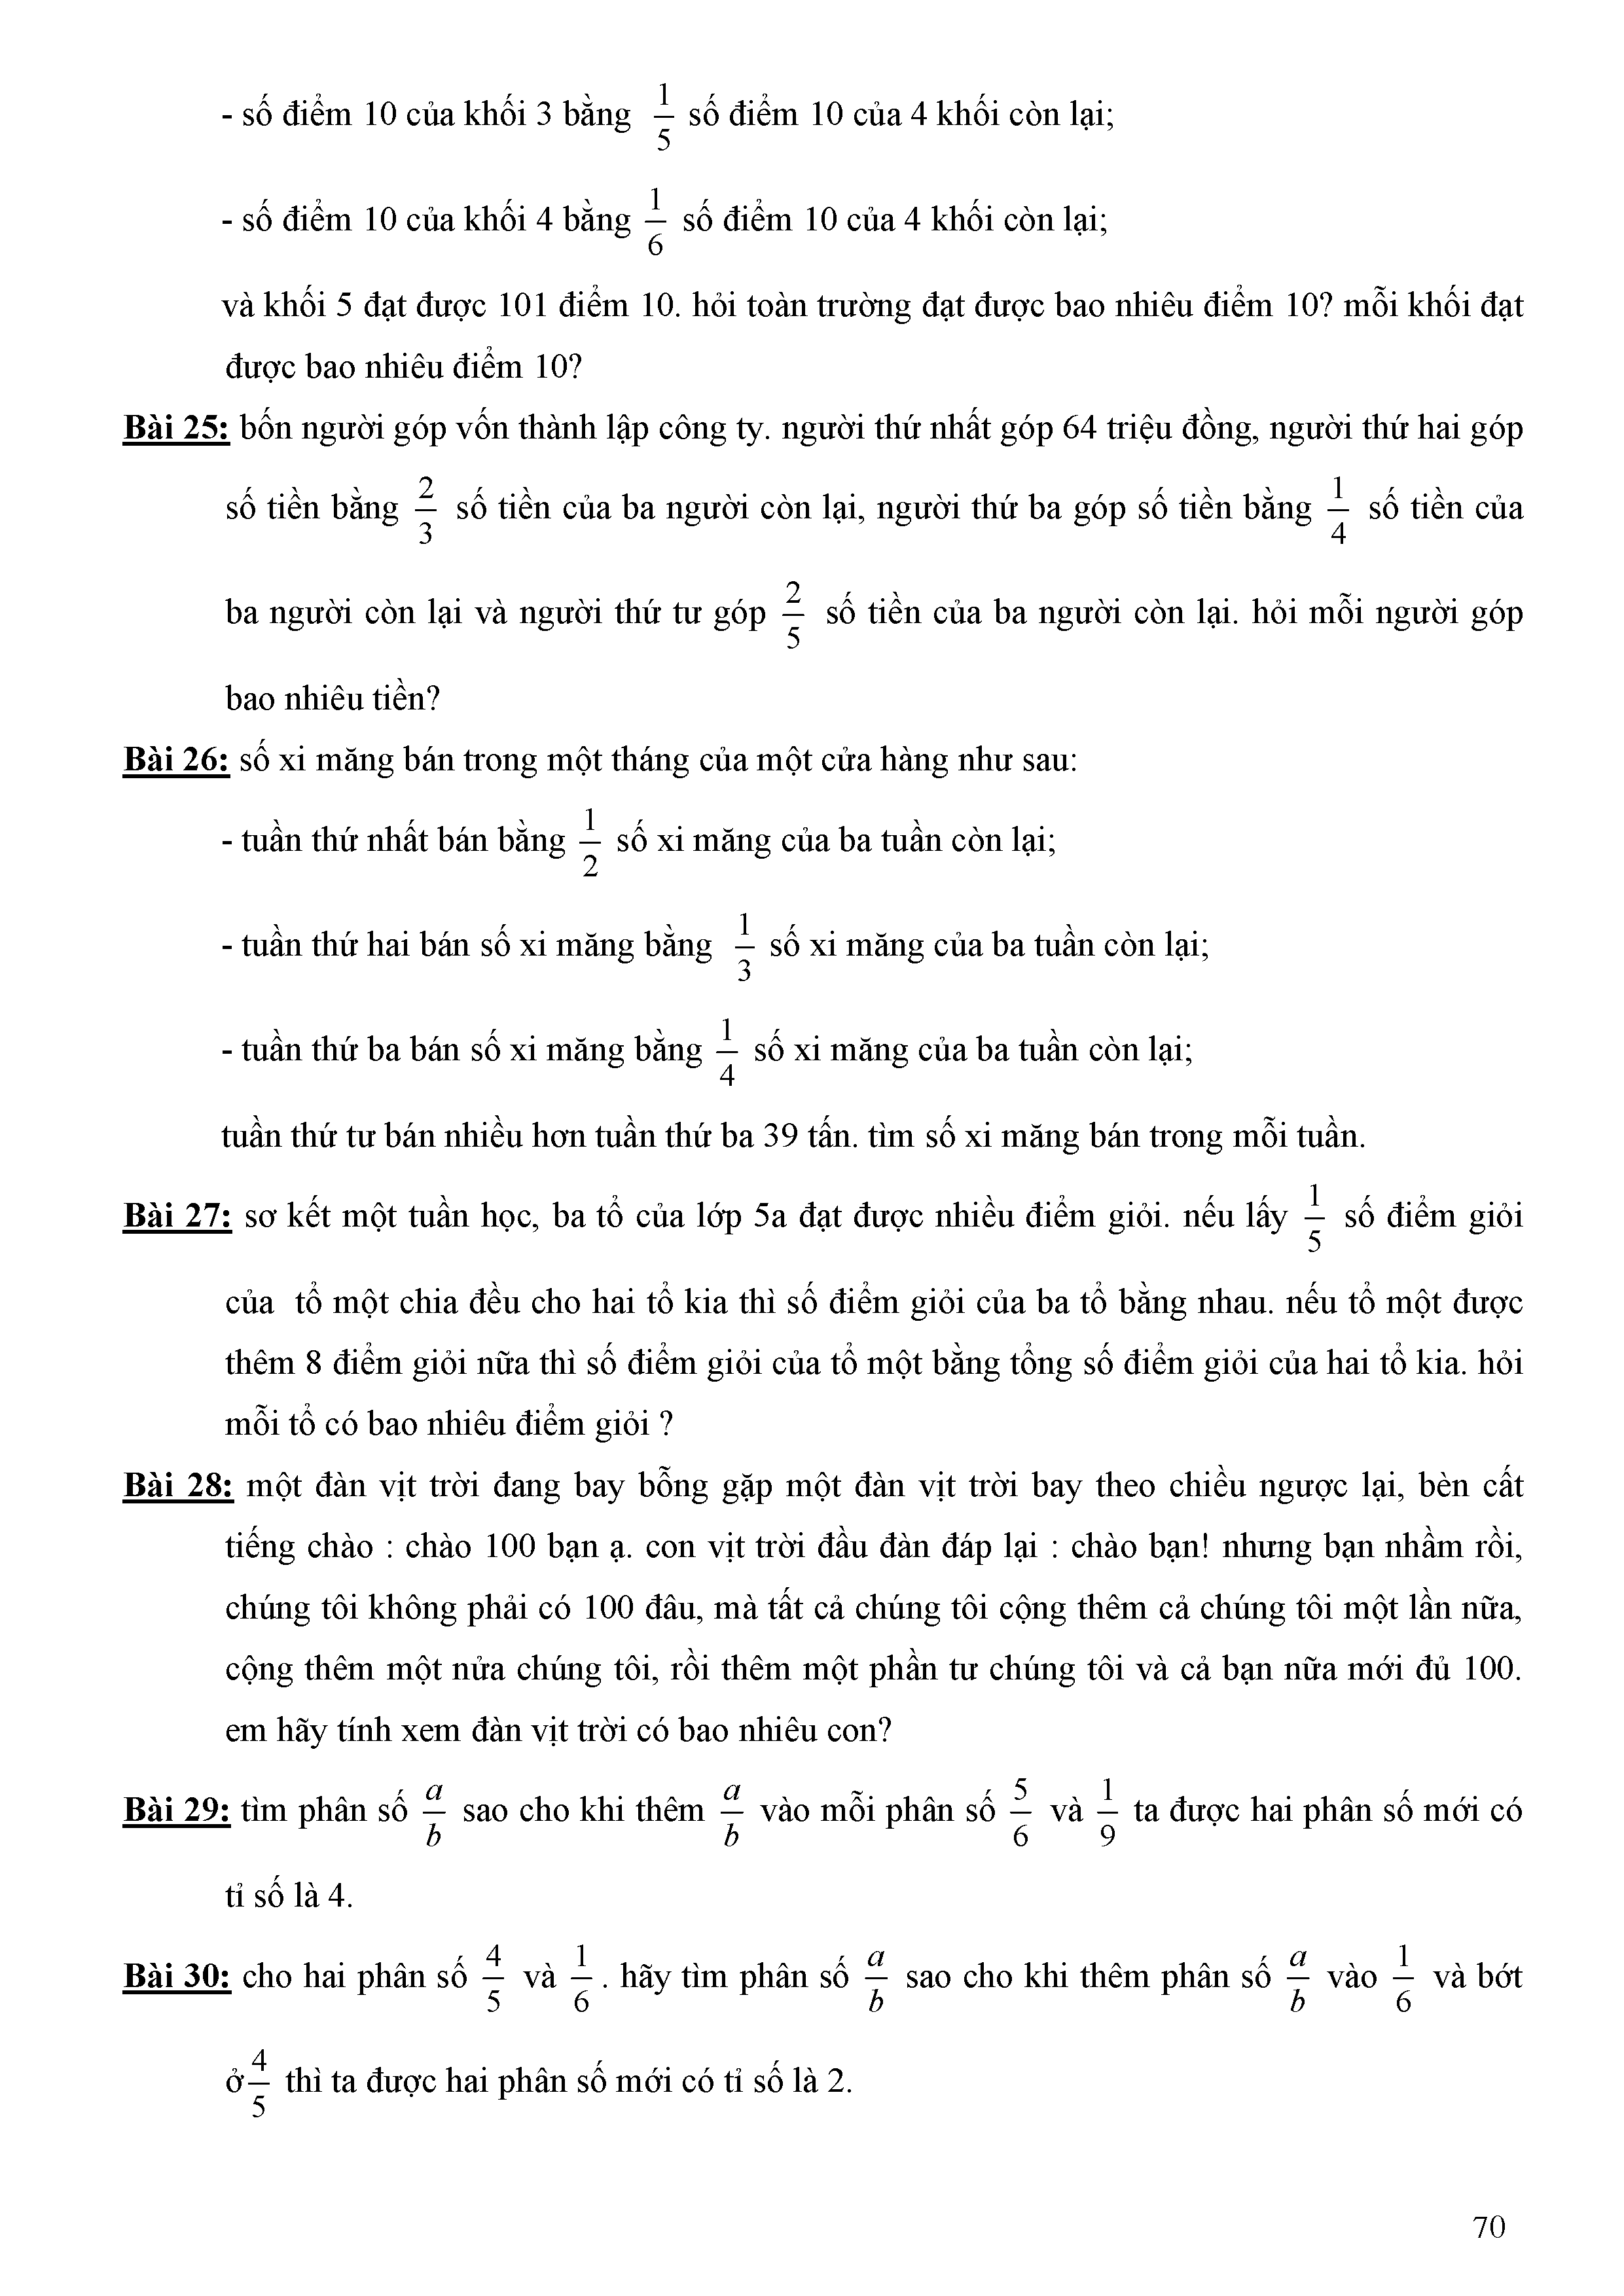 - số điểm 10 của khối 3 bằng 1/5 số điểm 10 của 4 khối còn lại;
- số điểm 10 của khối 4 bằng 1/6 số điểm 10 của 4 khối còn lại;
và khối 5 đạt được 101 điểm 10. hỏi toàn trường đạt được bao nhiêu điểm 10? mỗi khối đạt
được bao nhiêu điểm 10?
Bài 25: bốn người góp vốn thành lập công ty. người thứ nhất góp 64 triệu đồng, người thứ hai góp
số tiền bằng 2/3 số tiền của ba người còn lại, người thứ ba góp số tiền bằng 1/4 số tiền của
ba người còn lại và người thứ tư góp 2/5 số tiền của ba người còn lại. hỏi mỗi người góp
bao nhiêu tiền?
Bài 26: số xi măng bán trong một tháng của một cửa hàng như sau:
- tuần thứ nhất bán bằng 1/2 số xi măng của ba tuần còn lại;
- tuần thứ hai bán số xi măng bằng 1/3 số xi măng của ba tuần còn lại;
- tuần thứ ba bán số xi măng bằng 1/4 số xi măng của ba tuần còn lại;
tuần thứ tư bán nhiều hơn tuần thứ ba 39 tấn. tìm số xi măng bán trong mỗi tuần.
Bài 27: sơ kết một tuần học, ba tổ của lớp 5a đạt được nhiều điểm giỏi. nếu lấy 1/5 số điểm giỏi
của tổ một chia đều cho hai tổ kia thì số điểm giỏi của ba tổ bằng nhau. nếu tổ một được
thêm 8 điểm giỏi nữa thì số điểm giỏi của tổ một bằng tổng số điểm giỏi của hai tổ kia. hỏi
mỗi tổ có bao nhiêu điểm giỏi ?
Bài 28: một đàn vịt trời đang bay bỗng gặp một đàn vịt trời bay theo chiều ngược lại, bèn cất
tiếng chào : chào 100 bạn ạ. con vịt trời đầu đàn đáp lại : chào bạn! nhưng bạn nhầm rồi,
chúng tôi không phải có 100 đâu, mà tất cả chúng tôi cộng thêm cả chúng tôi một lần nữa,
cộng thêm một nửa chúng tôi, rồi thêm một phần tư chúng tôi và cả bạn nữa mới đủ 100.
em hãy tính xem đàn vịt trời có bao nhiêu con?
Bài 29: tìm phân số a/b sao cho khi thêm a/b vào mỗi phân số 5/6 và 1/9 ta được hai phân số mới có
tỉ số là 4.
Bài 30: cho hai phân số 4/5 và 1/6 . hãy tìm phân số a/b sao cho khi thêm phân số a/b vào 1/6 và bớt
ở 4/5 thì ta được hai phân số mới có tỉ số là 2.
70